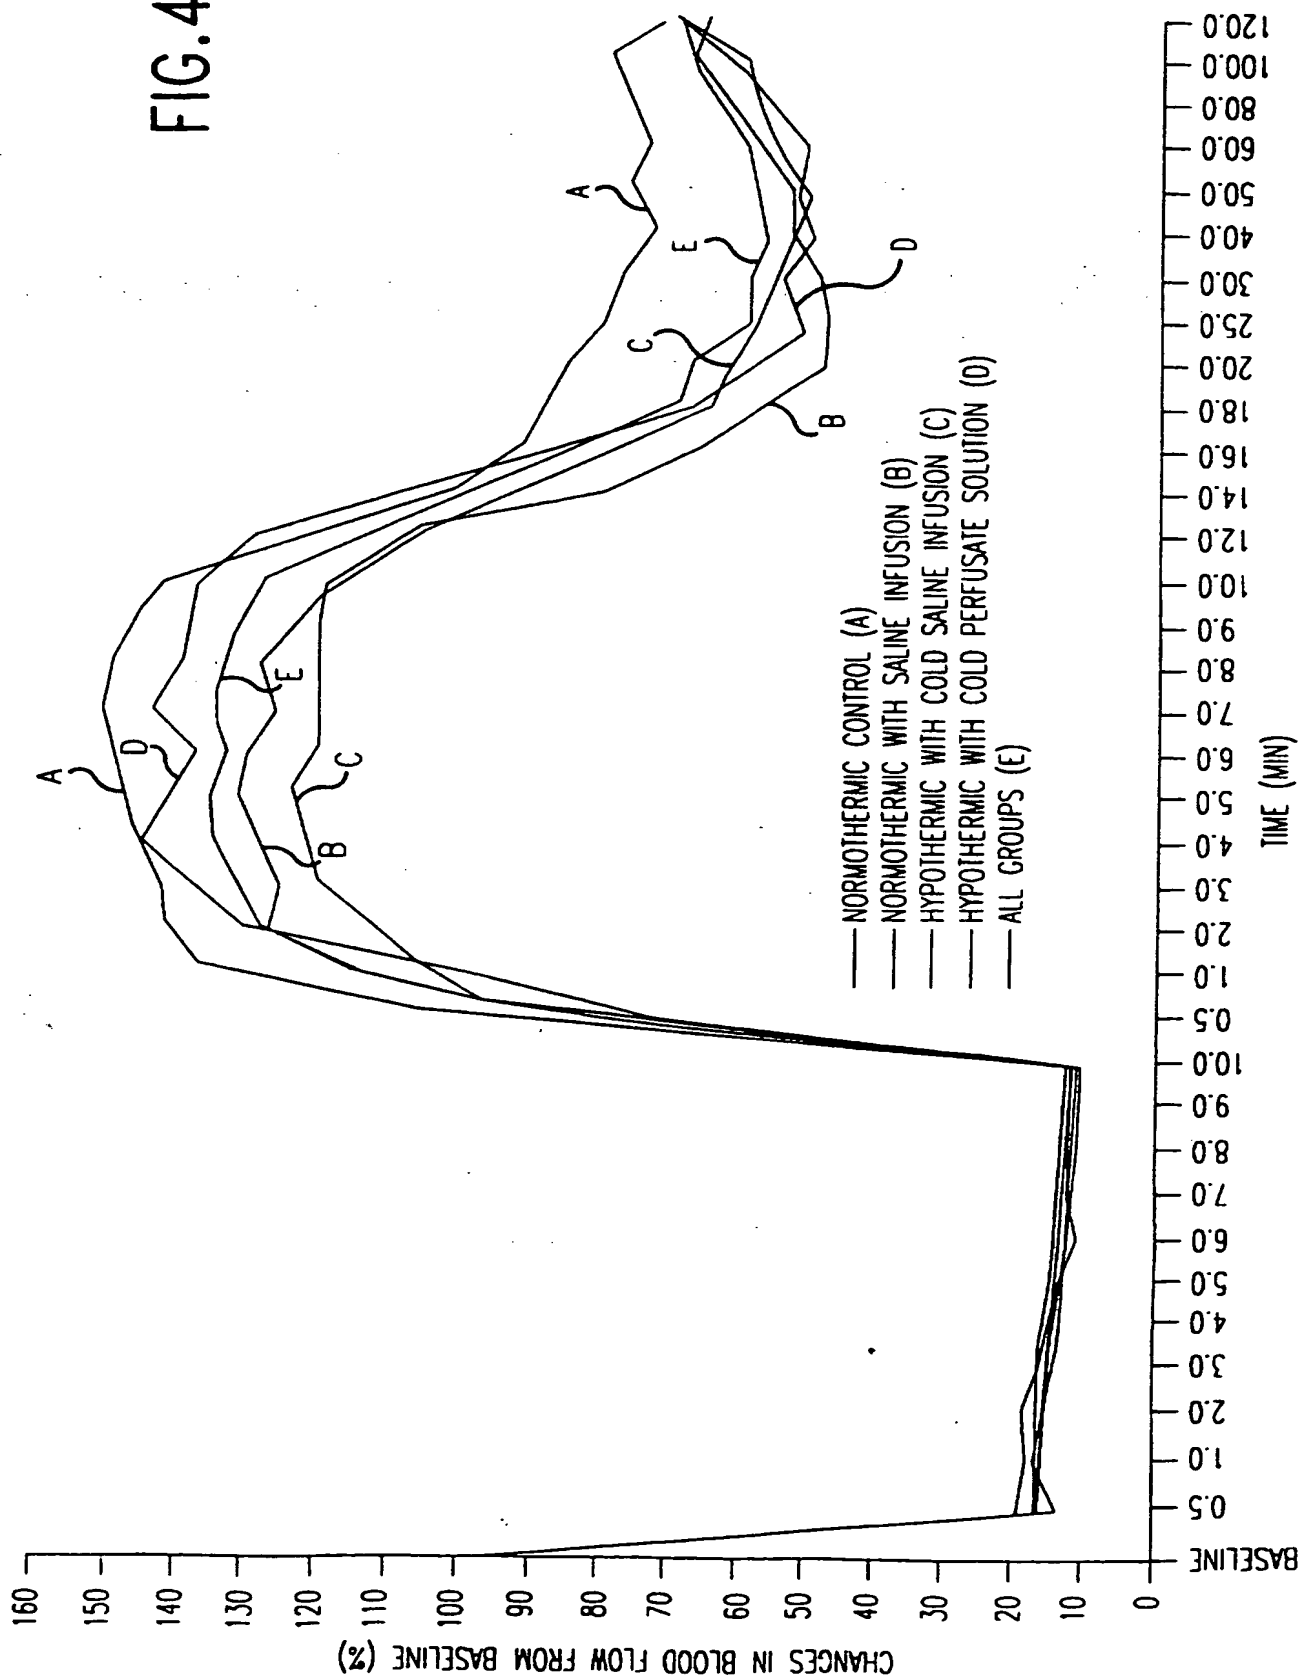 FIG.4
CHANGES IN BLOOD FLOW FROM BASELINE (%)
160
150
140
130
120
110
100
90
80
70
60
50
40
30
20
10
0
A
D
E
B
C
A
E
C
D
B
NORMOTHERMIC CONTROL (A)
NORMOTHERMIC WITH SALINE INFUSION (B)
HYPOTHERMIC WITH COLD SALINE INFUSION (C)
HYPOTHERMIC WITH COLD PERFUSATE SOLUTION (D)
ALL GROUPS (E)
BASELINE
0.5
1.0
2.0
3.0
4.0
5.0
6.0
7.0
8.0
9.0
10.0
0.5
1.0
2.0
3.0
4.0
5.0
6.0
7.0
8.0
9.0
10.0
12.0
14.0
16.0
18.0
20.0
25.0
30.0
40.0
50.0
60.0
80.0
100.0
120.0
TIME (MIN)